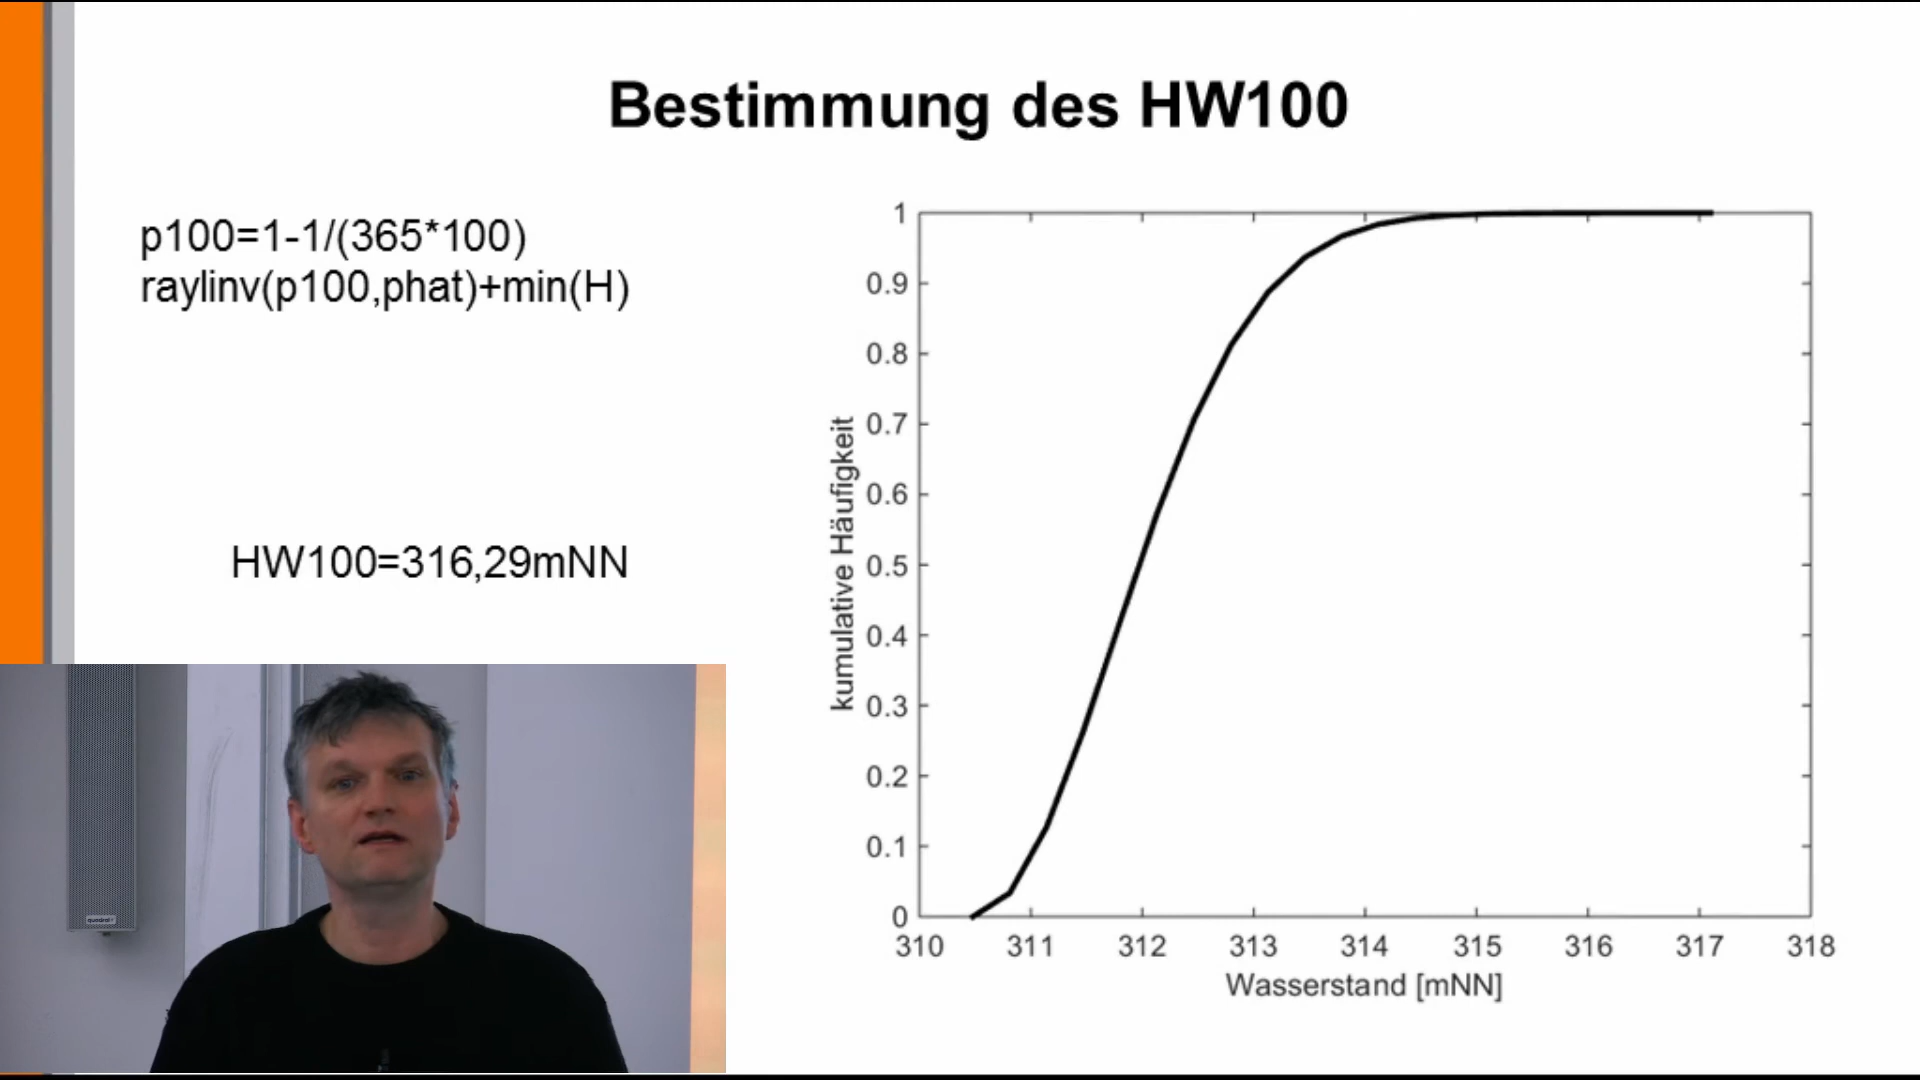 Bestimmung des HW100
p100=1-1/(365*100)
raylinv(p100,phat)+min(H)
HW100=316,29mNN
kumulative Häufigkeit
1
0.9
0.8
0.7
0.6
0.5
0.4
0.3
0.2
0.1
0
310 311 312 313 314 315 316 317 318
Wasserstand [mNN]
quadral